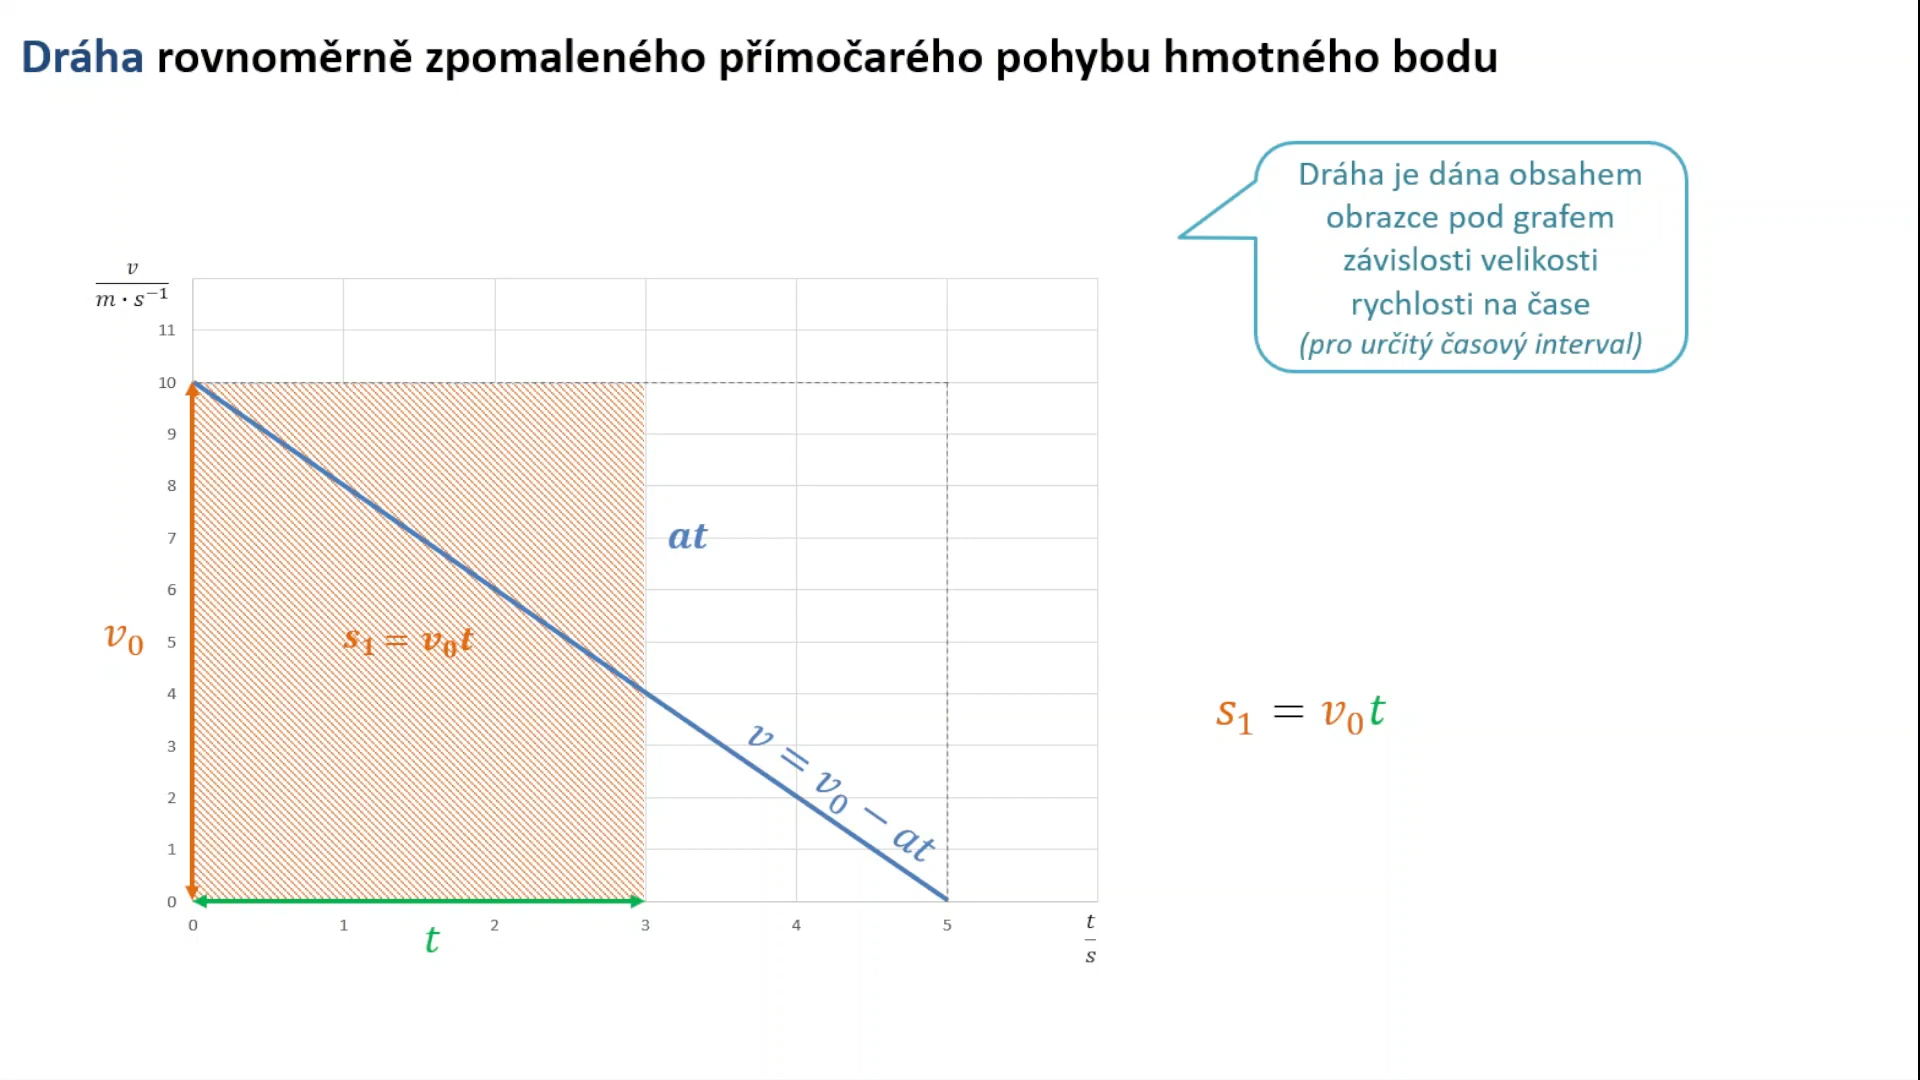 Dráha rovnoměrně zpomaleného přímočarého pohybu hmotného bodu
Dráha je dána obsahem
obrazce pod grafem
závislosti velikosti
rychlosti na čase
(pro určitý časový interval)
v
m · s⁻¹
11
10
9
8
7
6
5
4
3
2
1
0
v₀
at
s₁ = v₀t
v = v₀ − at
s₁ = v₀t
0
1
2
3
4
5
t
t
s